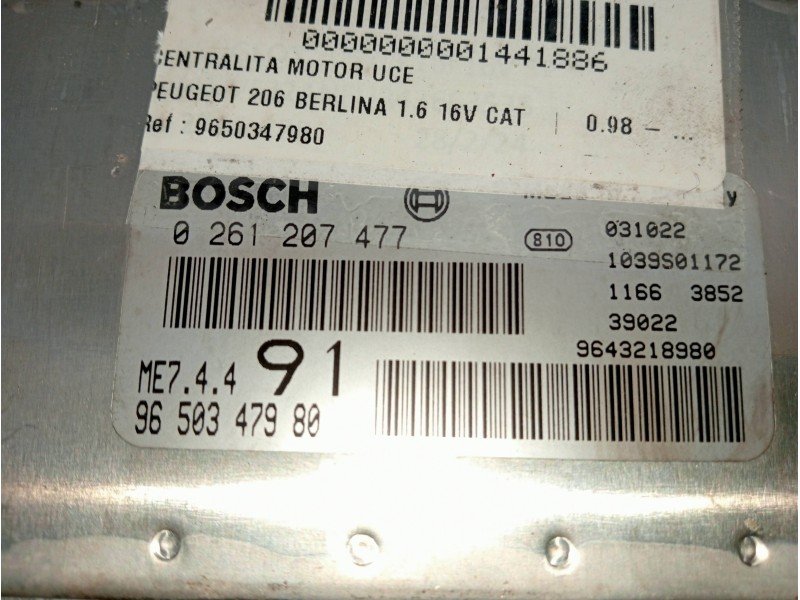 0000000001441886
CENTRALITA MOTOR UCE
PEUGEOT 206 BERLINA 1.6 16V CAT | 0.98 - ...
Ref : 9650347980
BOSCH
0 261 207 477
810
031022
1039S01172
1166 3852
39022
9643218980
ME7.4.4 91
96 503 479 80